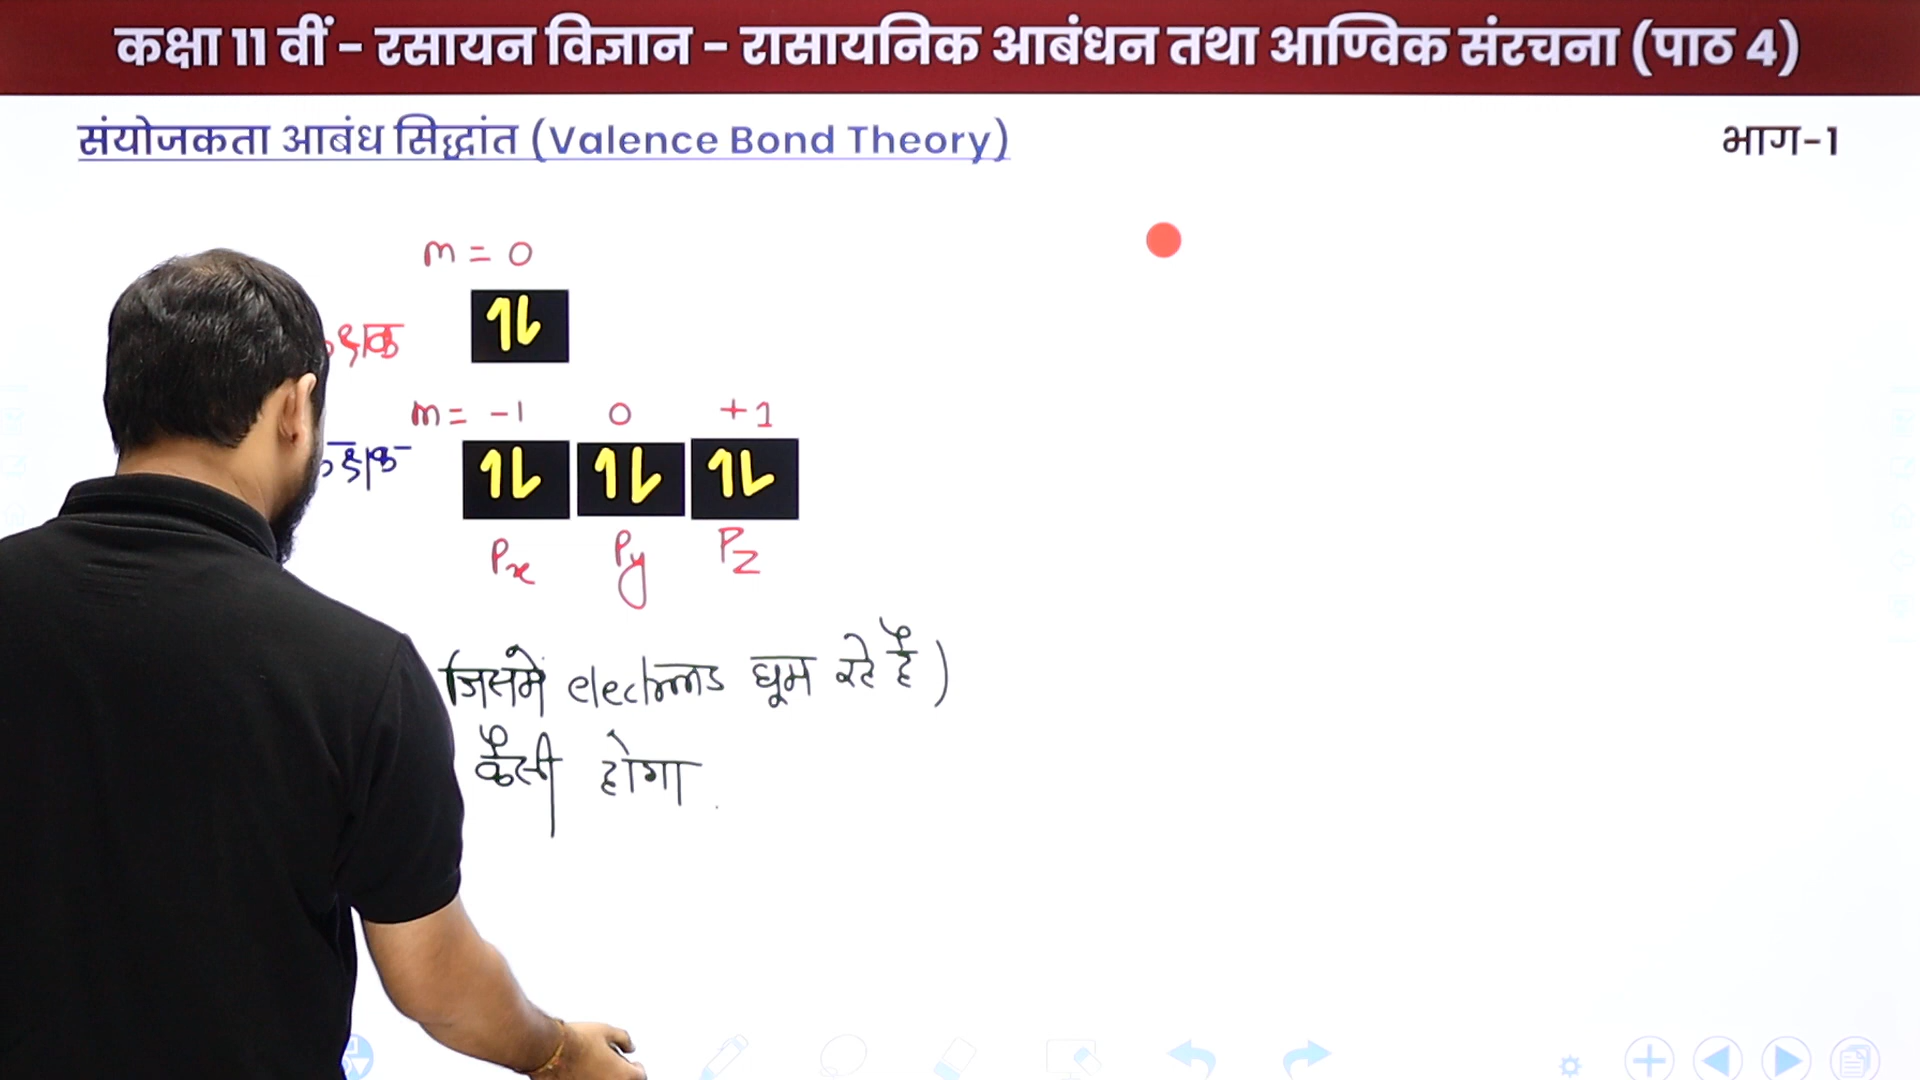 कक्षा 11 वीं - रसायन विज्ञान - रासायनिक आबंधन तथा आण्विक संरचना (पाठ 4)
संयोजकता आबंध सिद्धांत (Valence Bond Theory)
भाग-1
m = 0
1L
m = -1 0 +1
1L 1L 1L
Px Py Pz
जिसमे electrons घूम रहे है)
कैसी होगा